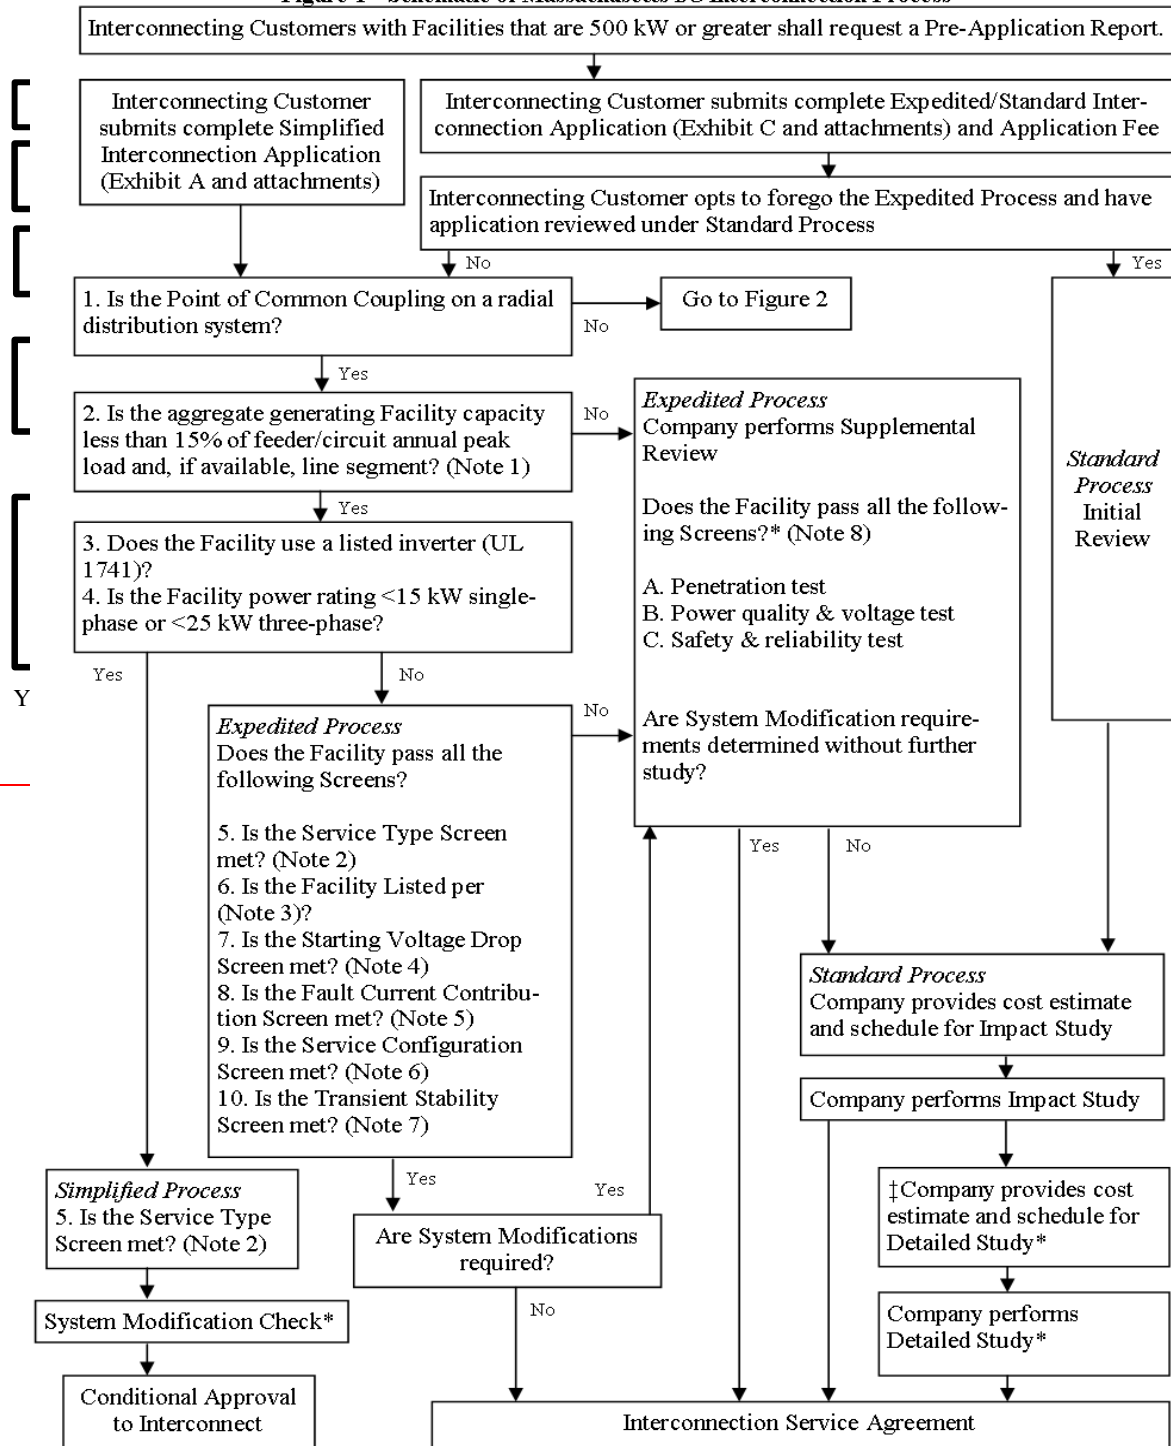 Figure 1 – Schematic of Massachusetts DG Interconnection Process
Interconnecting Customers with Facilities that are 500 kW or greater shall request a Pre-Application Report.
Interconnecting Customer
submits complete Simplified
Interconnection Application
(Exhibit A and attachments)
Interconnecting Customer submits complete Expedited/Standard Inter-
connection Application (Exhibit C and attachments) and Application Fee
Interconnecting Customer opts to forego the Expedited Process and have
application reviewed under Standard Process
No
Yes
1. Is the Point of Common Coupling on a radial
distribution system?
No
Go to Figure 2
Yes
2. Is the aggregate generating Facility capacity
less than 15% of feeder/circuit annual peak
load and, if available, line segment? (Note 1)
No
Yes
3. Does the Facility use a listed inverter (UL
1741)?
4. Is the Facility power rating <15 kW single-
phase or <25 kW three-phase?
Yes
No
Y
Expedited Process
Company performs Supplemental
Review
Does the Facility pass all the follow-
ing Screens?* (Note 8)
A. Penetration test
B. Power quality & voltage test
C. Safety & reliability test
Are System Modification require-
ments determined without further
study?
Standard
Process
Initial
Review
Expedited Process
Does the Facility pass all the
following Screens?
5. Is the Service Type Screen
met? (Note 2)
6. Is the Facility Listed per
(Note 3)?
7. Is the Starting Voltage Drop
Screen met? (Note 4)
8. Is the Fault Current Contribu-
tion Screen met? (Note 5)
9. Is the Service Configuration
Screen met? (Note 6)
10. Is the Transient Stability
Screen met? (Note 7)
No
Yes
No
Standard Process
Company provides cost estimate
and schedule for Impact Study
Company performs Impact Study
‡Company provides cost
estimate and schedule for
Detailed Study*
Company performs
Detailed Study*
Yes
Yes
Simplified Process
5. Is the Service Type
Screen met? (Note 2)
Are System Modifications
required?
No
System Modification Check*
Conditional Approval
to Interconnect
Interconnection Service Agreement